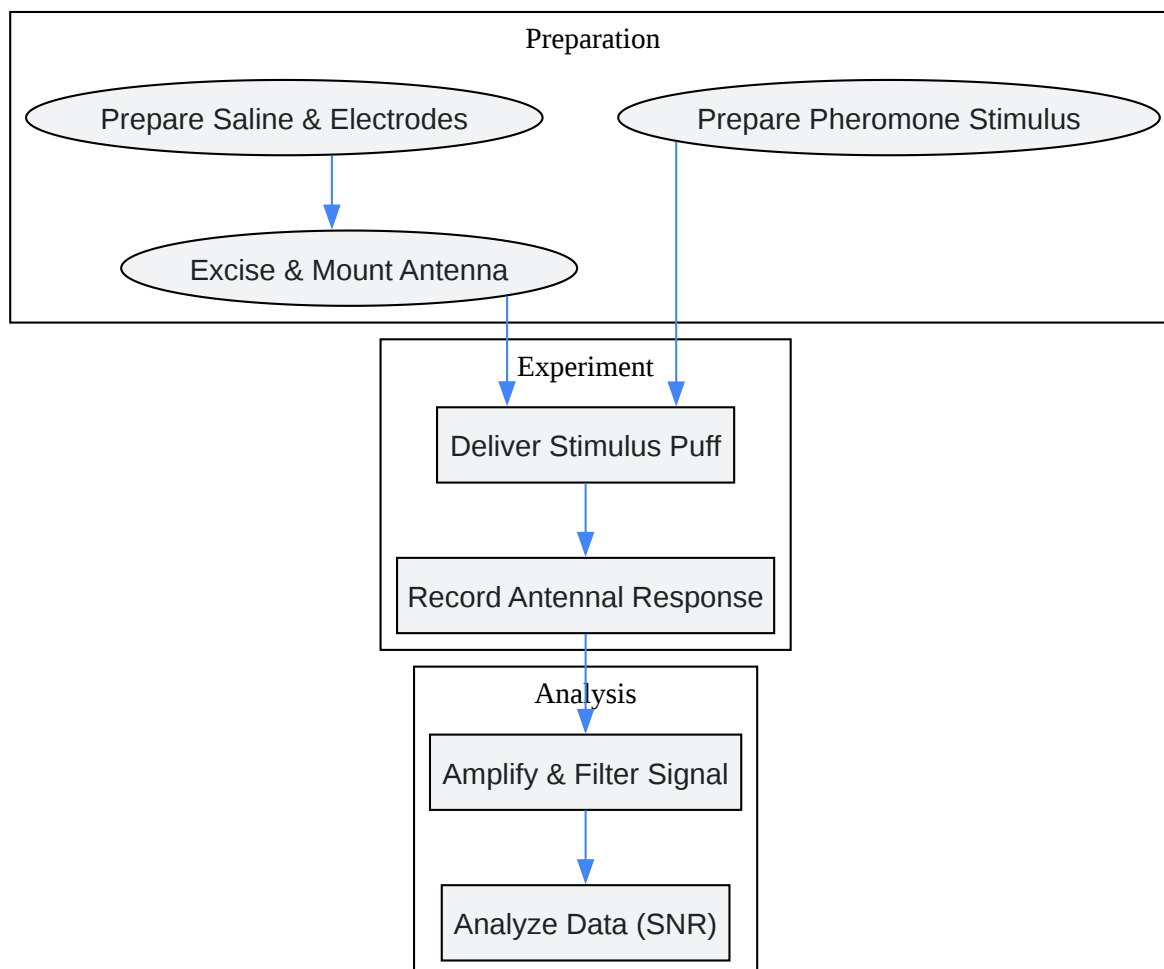 Preparation
Prepare Saline & Electrodes
Prepare Pheromone Stimulus
Excise & Mount Antenna
Experiment
Deliver Stimulus Puff
Record Antennal Response
Analysis
Amplify & Filter Signal
Analyze Data (SNR)